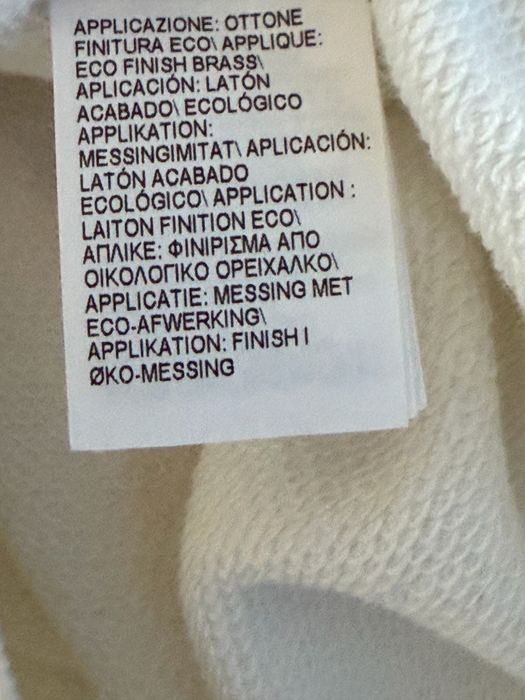 APPLICAZIONE: OTTONE
FINITURA ECO\ APPLIQUE:
ECO FINISH BRASS\
APLICACIÓN: LATÓN
ACABADO\ ECOLÓGICO
APPLIKATION:
MESSINGIMITAT\ APLICACIÓN:
LATÓN ACABADO
ECOLÓGICO\ APPLICATION :
LAITON FINITION ECO\
ΑΠΛΙΚΕ: ΦΙΝΙΡΙΣΜΑ ΑΠΟ
ΟΙΚΟΛΟΓΙΚΟ ΟΡΕΙΧΑΛΚΟ\
APPLICATIE: MESSING MET
ECO-AFWERKING\
APPLIKATION: FINISH I
ØKO-MESSING